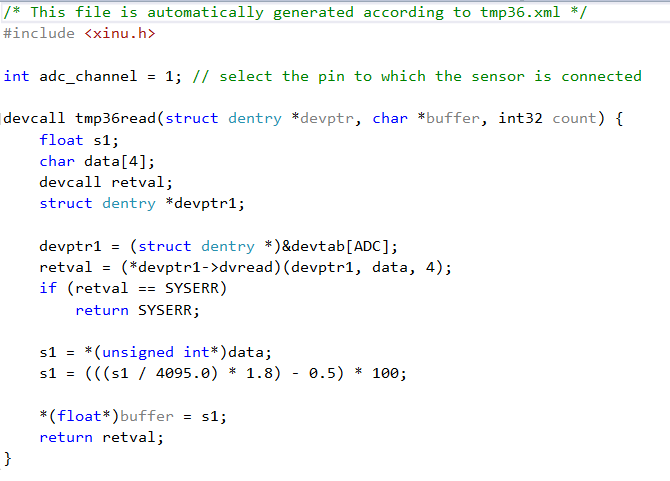 /* This file is automatically generated according to tmp36.xml */
#include <xinu.h>

int adc_channel = 1; // select the pin to which the sensor is connected

devcall tmp36read(struct dentry *devptr, char *buffer, int32 count) {
    float s1;
    char data[4];
    devcall retval;
    struct dentry *devptr1;

    devptr1 = (struct dentry *)&devtab[ADC];
    retval = (*devptr1->dvread)(devptr1, data, 4);
    if (retval == SYSERR)
        return SYSERR;

    s1 = *(unsigned int*)data;
    s1 = (((s1 / 4095.0) * 1.8) - 0.5) * 100;

    *(float*)buffer = s1;
    return retval;
}